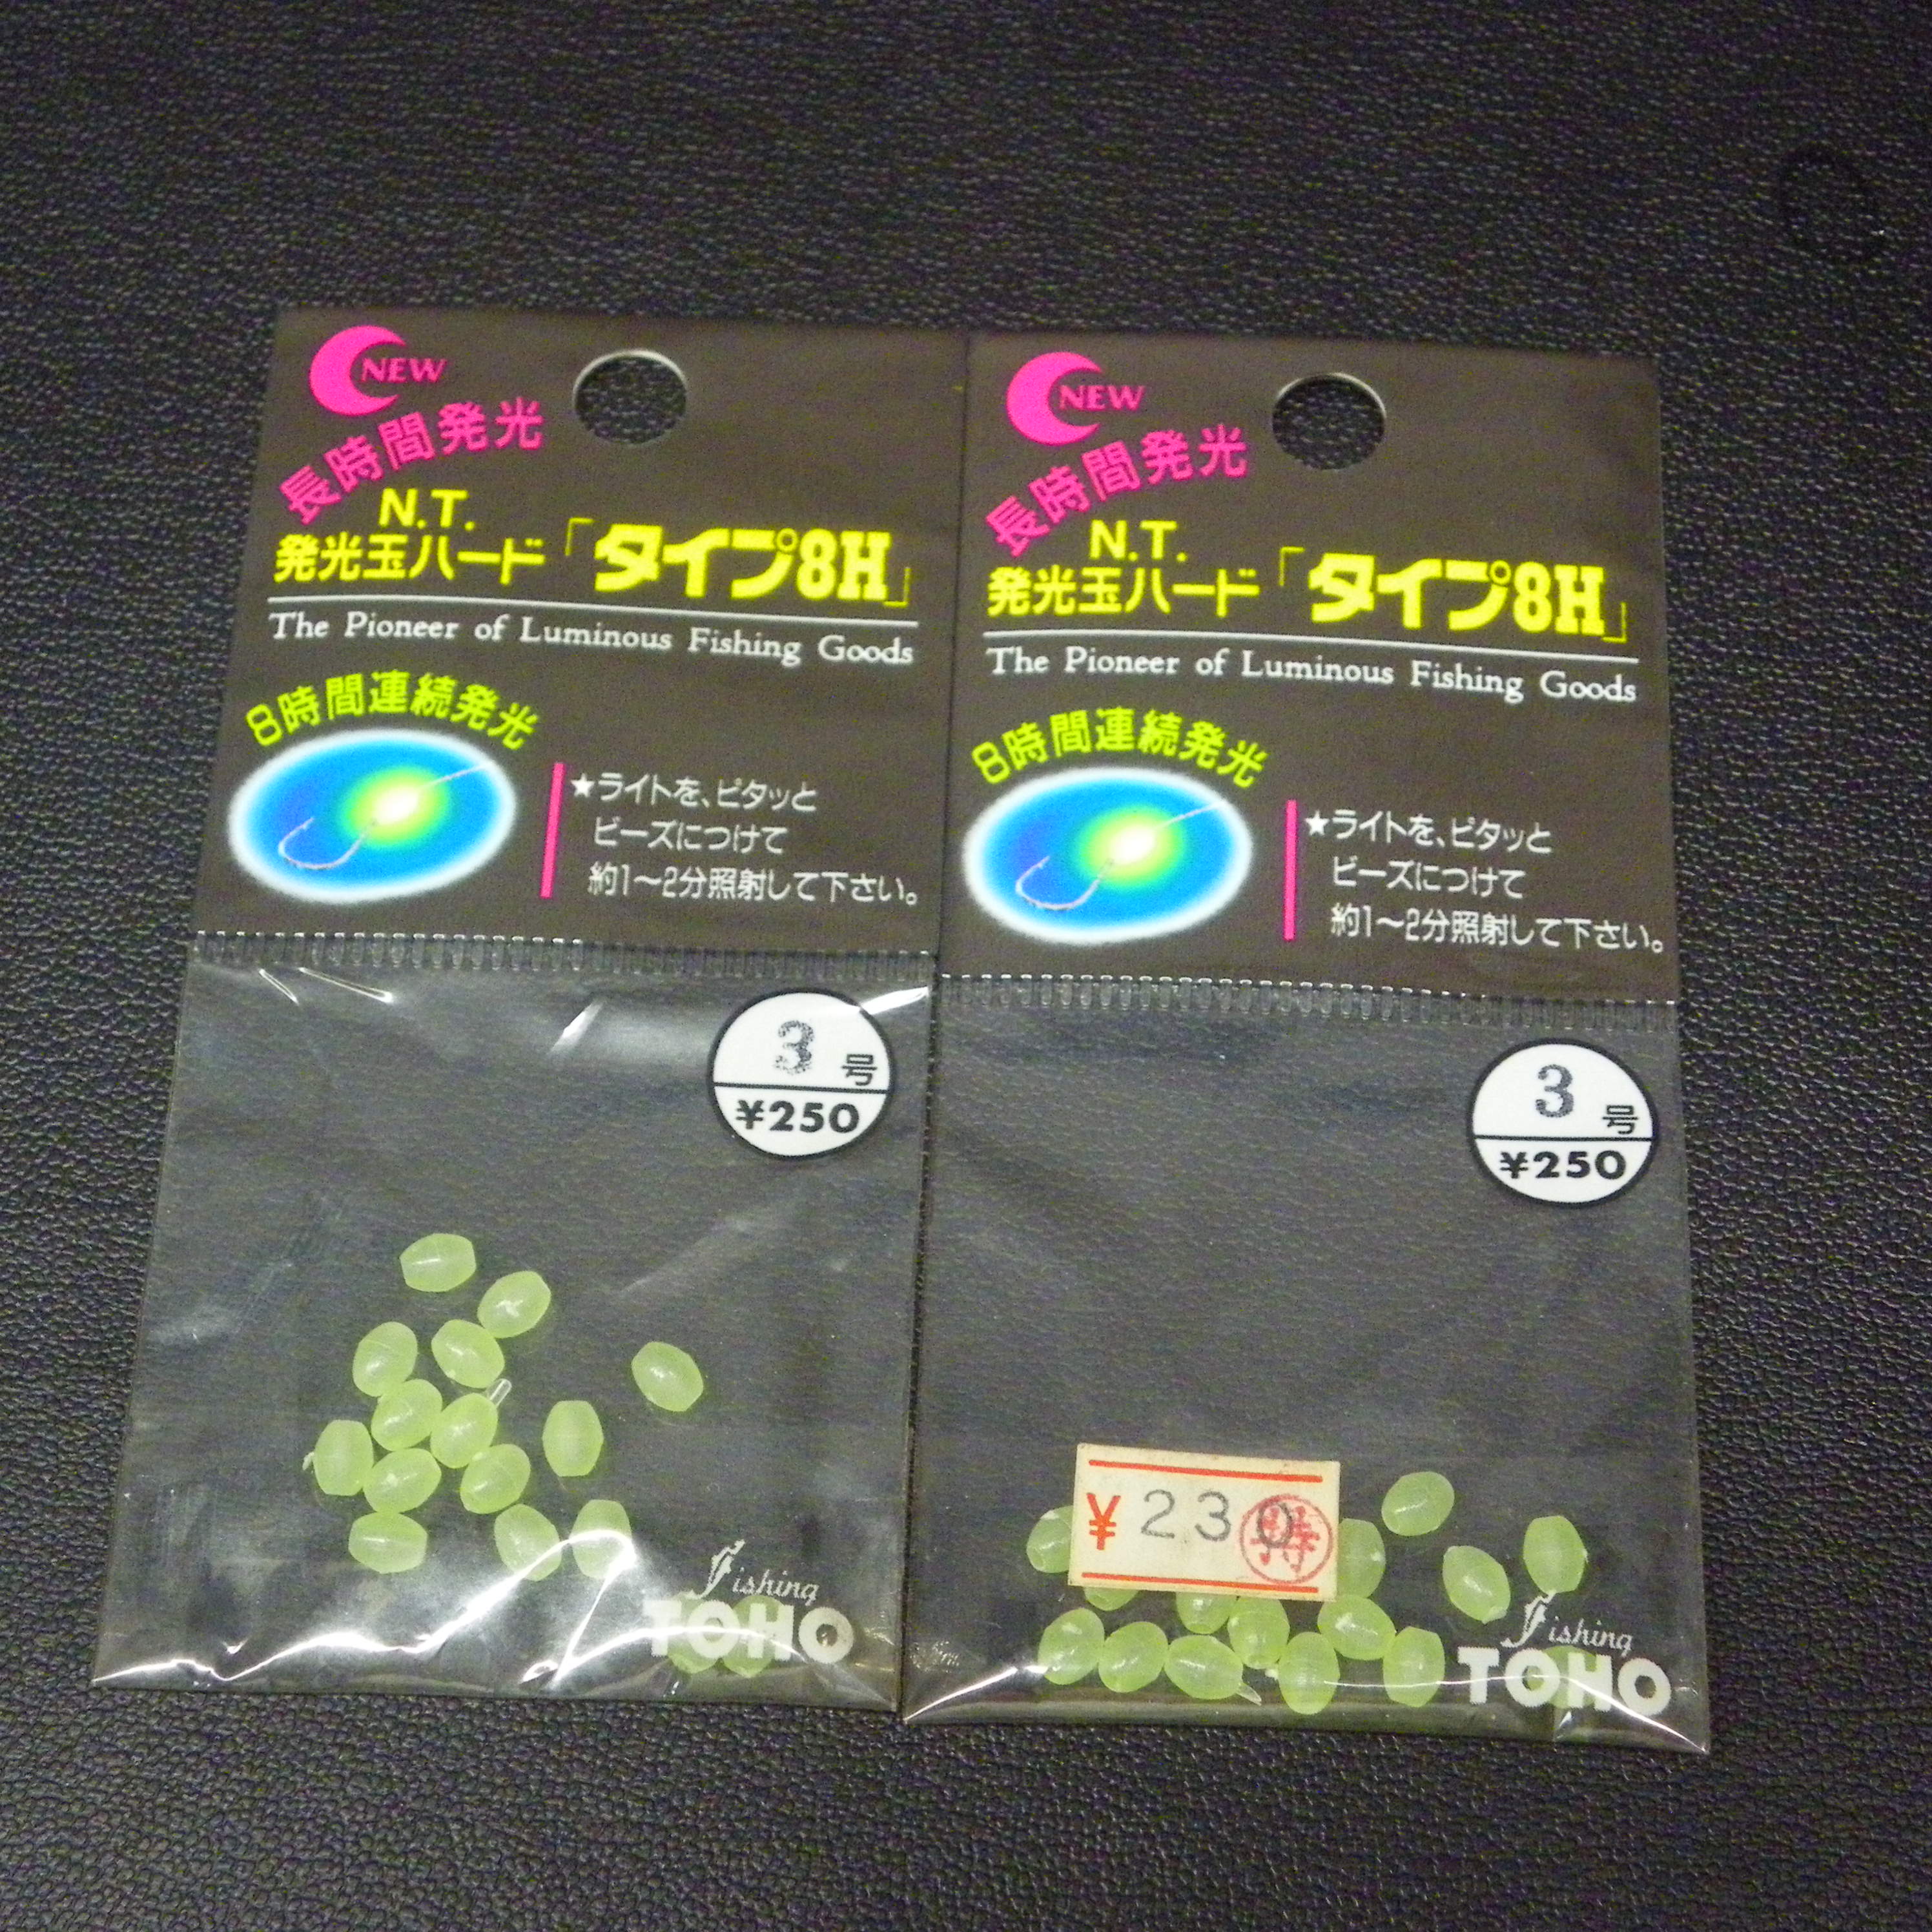 NEW
長時間発光
N.T.
発光玉ハード「タイプ8H」
The Pioneer of Luminous Fishing Goods
8時間連続発光
★ライトを、ピタッと
ビーズにつけて
約1〜2分照射して下さい。
3号
¥250
fishing
TOHO
NEW
長時間発光
N.T.
発光玉ハード「タイプ8H」
The Pioneer of Luminous Fishing Goods
8時間連続発光
★ライトを、ピタッと
ビーズにつけて
約1〜2分照射して下さい。
3号
¥250
¥230
特
fishing
TOHO